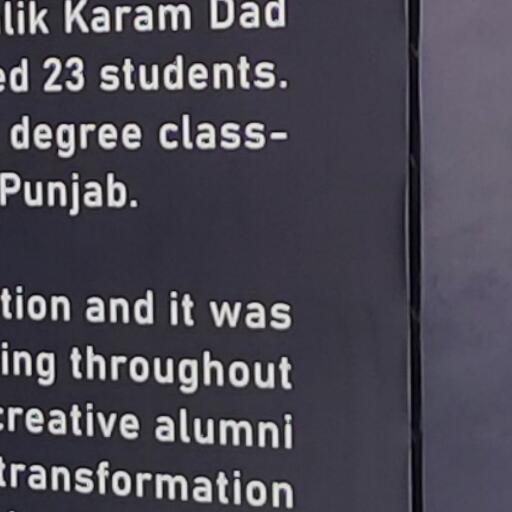 lik Karam Dad
ed 23 students.
degree class-
Punjab.
tion and it was
ing throughout
creative alumni
transformation